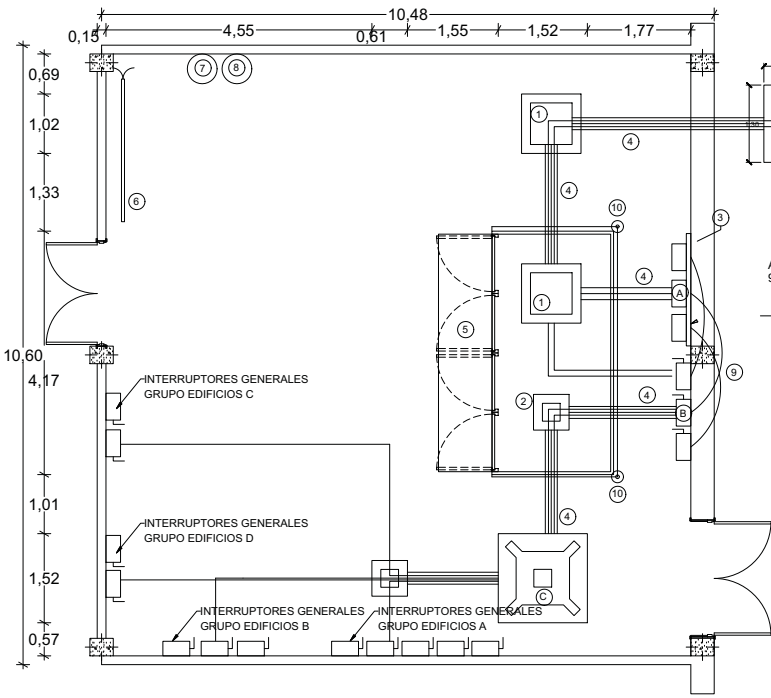 10,48
0,15
4,55
0,61
1,55
1,52
1,77
0,69
1,02
1,33
10,60
4,17
1,01
1,52
0,57
7
8
1
4
1,30
4
6
10
3
4
A
1
5
9
INTERRUPTORES GENERALES
GRUPO EDIFICIOS C
2
4
B
10
4
INTERRUPTORES GENERALES
GRUPO EDIFICIOS D
C
INTERRUPTORES GENERALES
GRUPO EDIFICIOS B
INTERRUPTORES GENERALES
GRUPO EDIFICIOS A